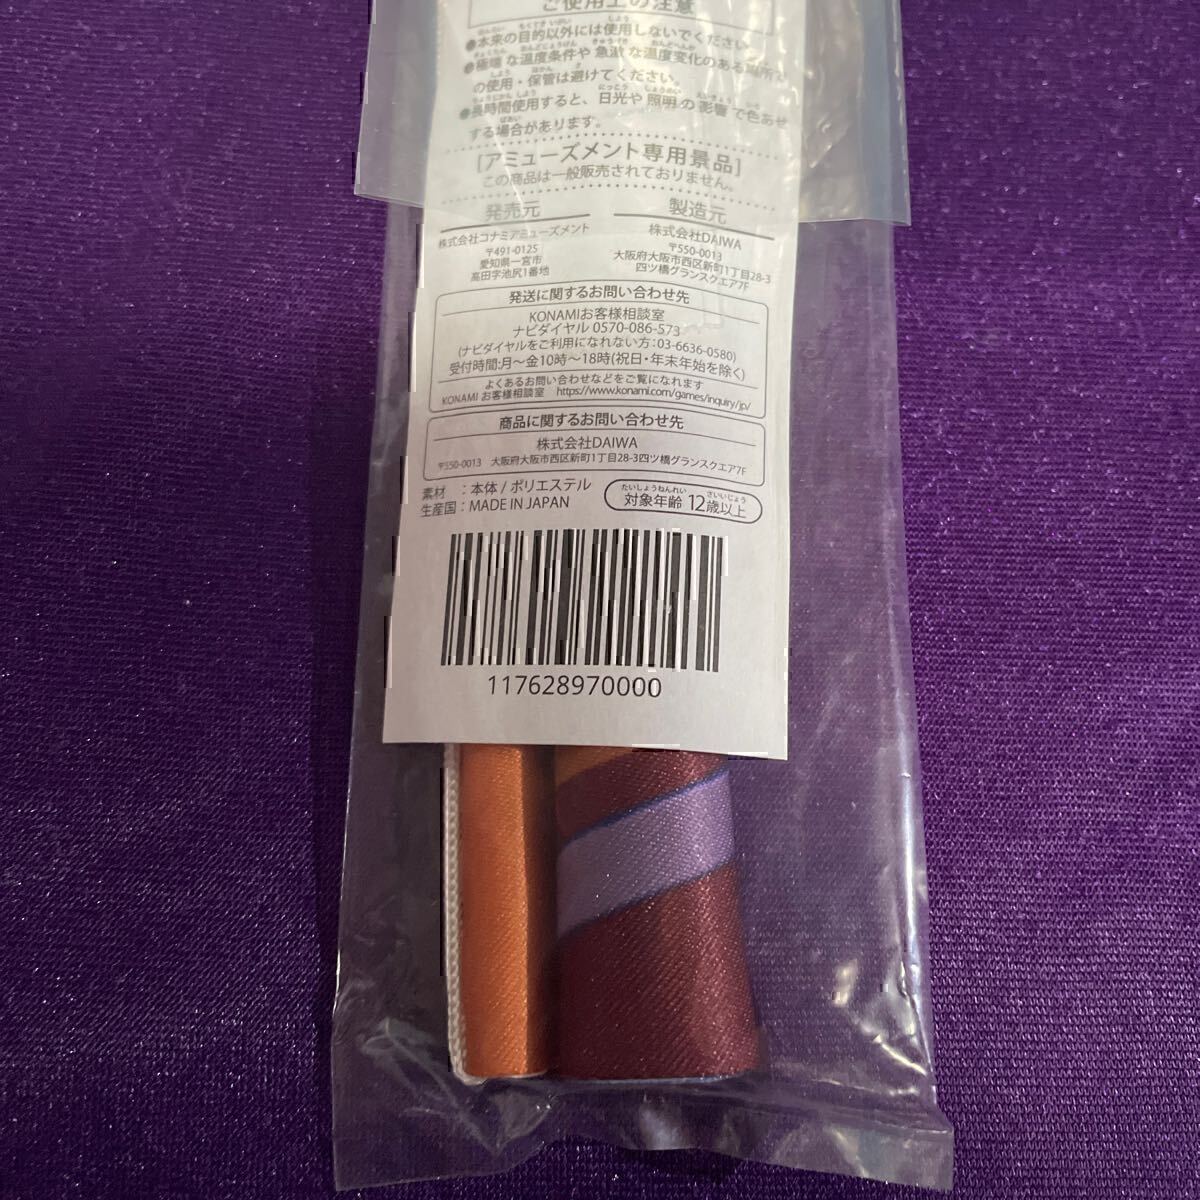 ご使用上の注意
●本来の目的以外には使用しないでください。
●極端な温度条件や急激な温度変化のある場所で
の使用・保管は避けてください。
●長時間使用すると、日光や照明の影響で色あせ
する場合があります。
[アミューズメント専用景品]
この商品は一般販売されておりません。
発売元
株式会社コナミアミューズメント
〒491-0125
愛知県一宮市
高田字池尻1番地
製造元
株式会社DAIWA
〒550-0013
大阪府大阪市西区新町1丁目28-3
四ツ橋グランスクエア7F
発送に関するお問い合わせ先
KONAMIお客様相談室
ナビダイヤル 0570-086-573
(ナビダイヤルをご利用になれない方:03-6636-0580)
受付時間:月〜金10時〜18時(祝日・年末年始を除く)
よくあるお問い合わせなどをご覧になれます
KONAMI お客様相談室 https://www.konami.com/games/inquiry/jp/
商品に関するお問い合わせ先
株式会社DAIWA
〒550-0013 大阪府大阪市西区新町1丁目28-3四ツ橋グランスクエア7F
素材 :本体/ポリエステル
生産国:MADE IN JAPAN
たいしょうねんれい さいいじょう
対象年齢 12歳以上
117628970000